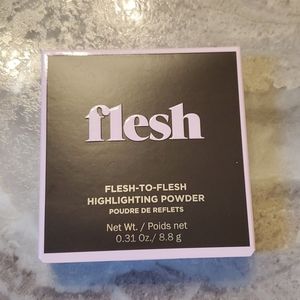 flesh
FLESH-TO-FLESH
HIGHLIGHTING POWDER
POUDRE DE REFLETS
Net Wt. / Poids net
0.31 Oz./ 8.8 g